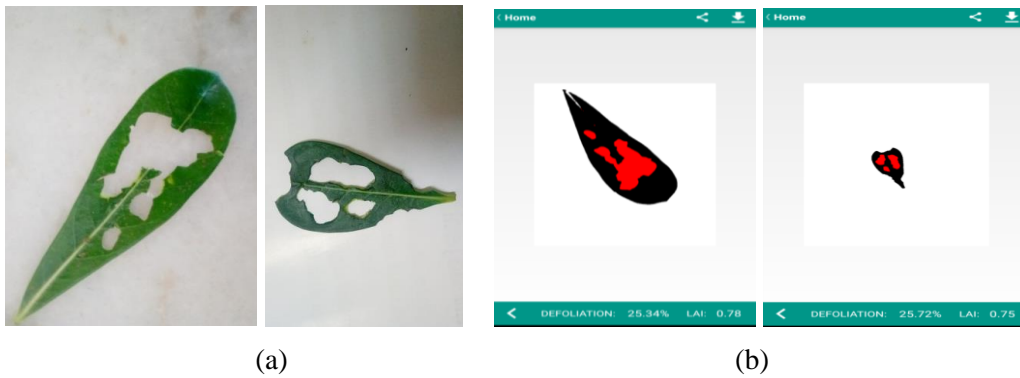 Home
Home
DEFOLIATION: 25.34% LAI: 0.78
DEFOLIATION: 25.72% LAI: 0.75
(a)
(b)